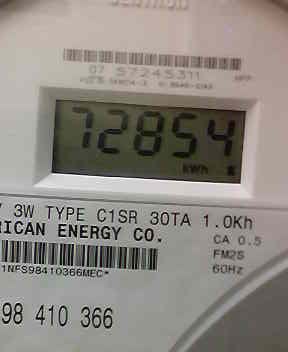 07 57245311
72854
kWh
V 3W TYPE C1SR 30TA 1.0Kh
RICAN ENERGY CO.
CA 0.5
FM2S
60Hz
1NFS98410366MEC*
98 410 366